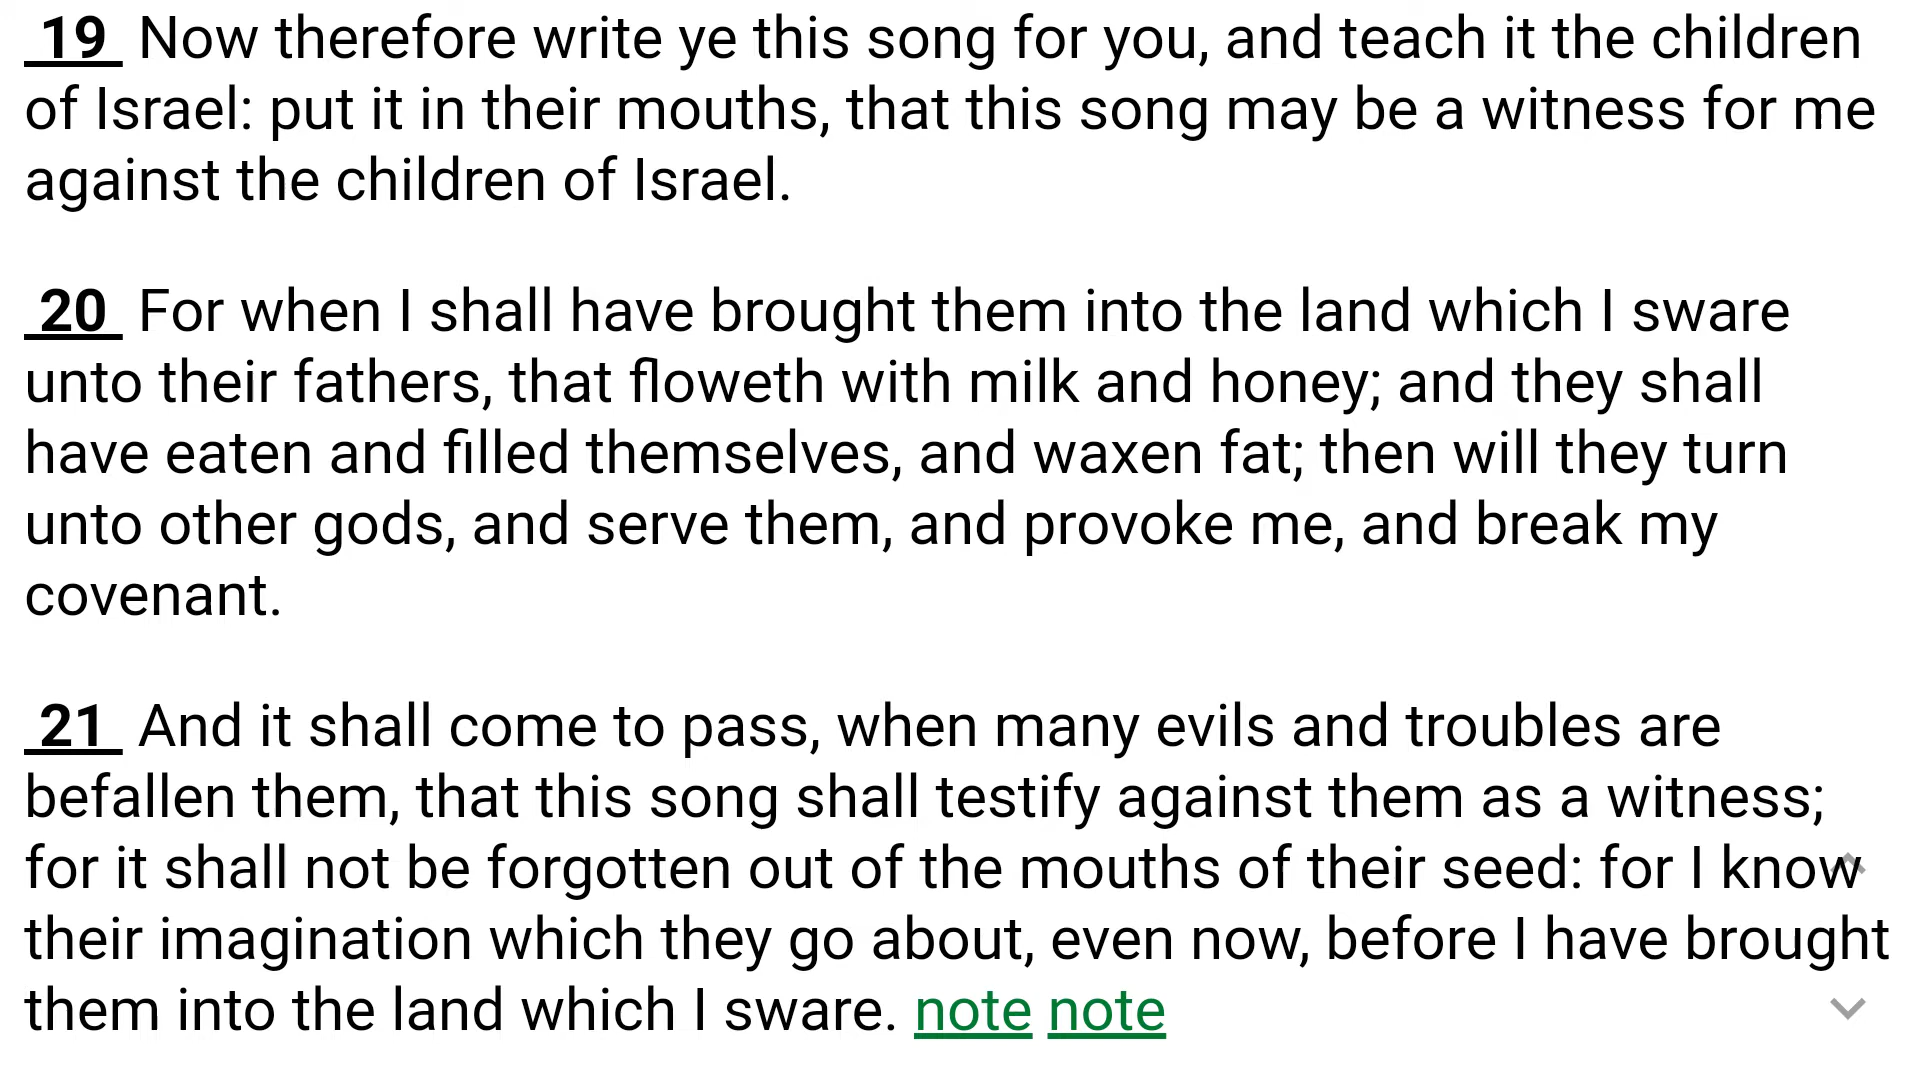 19 Now therefore write ye this song for you, and teach it the children
of Israel: put it in their mouths, that this song may be a witness for me
against the children of Israel.
20 For when I shall have brought them into the land which I sware
unto their fathers, that floweth with milk and honey; and they shall
have eaten and filled themselves, and waxen fat; then will they turn
unto other gods, and serve them, and provoke me, and break my
covenant.
21 And it shall come to pass, when many evils and troubles are
befallen them, that this song shall testify against them as a witness;
for it shall not be forgotten out of the mouths of their seed: for I know
their imagination which they go about, even now, before I have brought
them into the land which I sware. note note